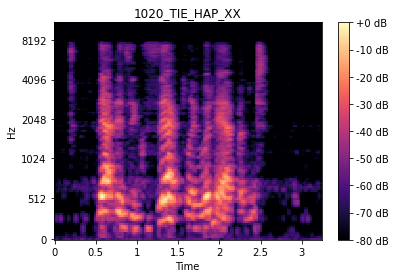 1020_TIE_HAP_XX
Hz
8192
4096
2048
1024
512
0
0
0.5
1
1.5
2
2.5
3
Time
+0 dB
-10 dB
-20 dB
-30 dB
-40 dB
-50 dB
-60 dB
-70 dB
-80 dB